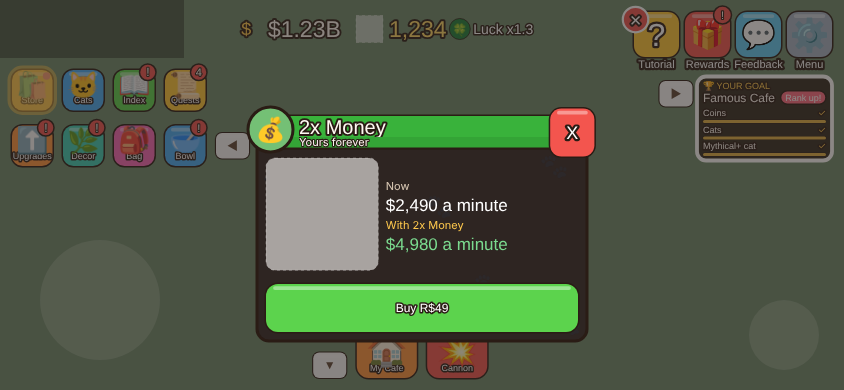 $ $1.23B 1,234 Luck x1.3
Tutorial
Rewards
Feedback
Menu
Store
Cats
Index
Quests
4
Upgrades
Decor
Bag
Bowl
YOUR GOAL
Famous Cafe
Rank up!
Coins
Cats
Mythical+ cat
2x Money
Yours forever
X
Now
$2,490 a minute
With 2x Money
$4,980 a minute
Buy R$49
My Cafe
Cannon